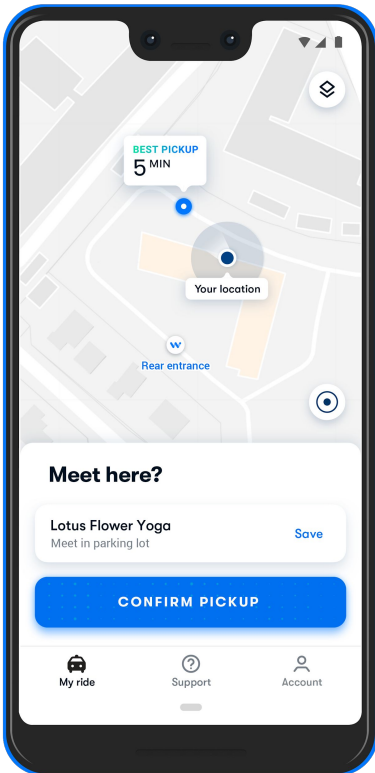 BEST PICKUP
5 MIN
Your location
w
Rear entrance
Meet here?
Lotus Flower Yoga
Meet in parking lot
Save
CONFIRM PICKUP
My ride
Support
Account